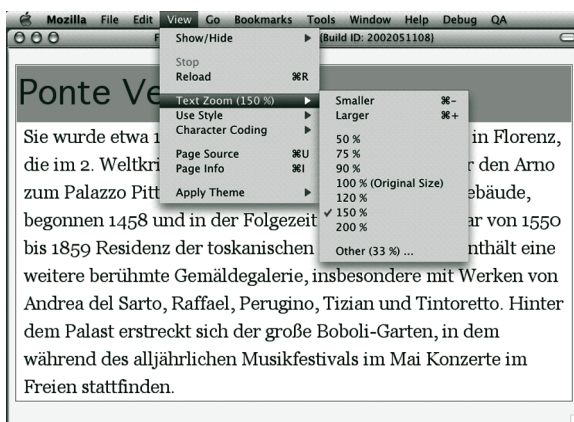 Mozilla File Edit View Go Bookmarks Tools Window Help Debug QA
F (Build ID: 2002051108)
Show/Hide
Stop
Reload ⌘R
Text Zoom (150 %)
Use Style
Character Coding
Page Source ⌘U
Page Info ⌘I
Apply Theme
Smaller ⌘-
Larger ⌘+
50 %
75 %
90 %
100 % (Original Size)
120 %
✓ 150 %
200 %
Other (33 %) ...
Ponte Ve
Sie wurde etwa 1 in Florenz,
die im 2. Weltkri r den Arno
zum Palazzo Pitt ebäude,
begonnen 1458 und in der Folgezeit ar von 1550
bis 1859 Residenz der toskanischen nthält eine
weitere berühmte Gemäldegalerie, insbesondere mit Werken von
Andrea del Sarto, Raffael, Perugino, Tizian und Tintoretto. Hinter
dem Palast erstreckt sich der große Boboli-Garten, in dem
während des alljährlichen Musikfestivals im Mai Konzerte im
Freien stattfinden.